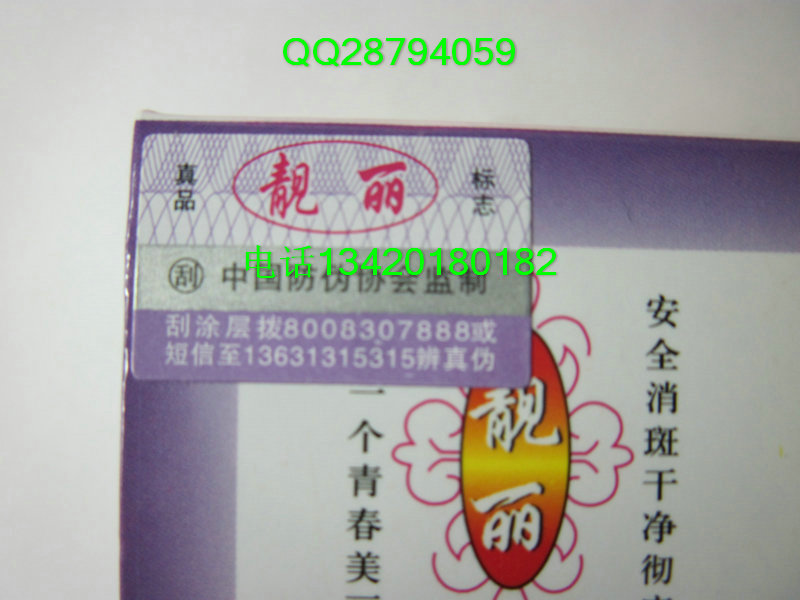 QQ28794059
真品
靓丽
标志
电话13420180182
刮 中国防伪协会监制
刮涂层拨8008307888或
短信至13631315315辨真伪
安全消斑干净彻
靓丽
一个青春美